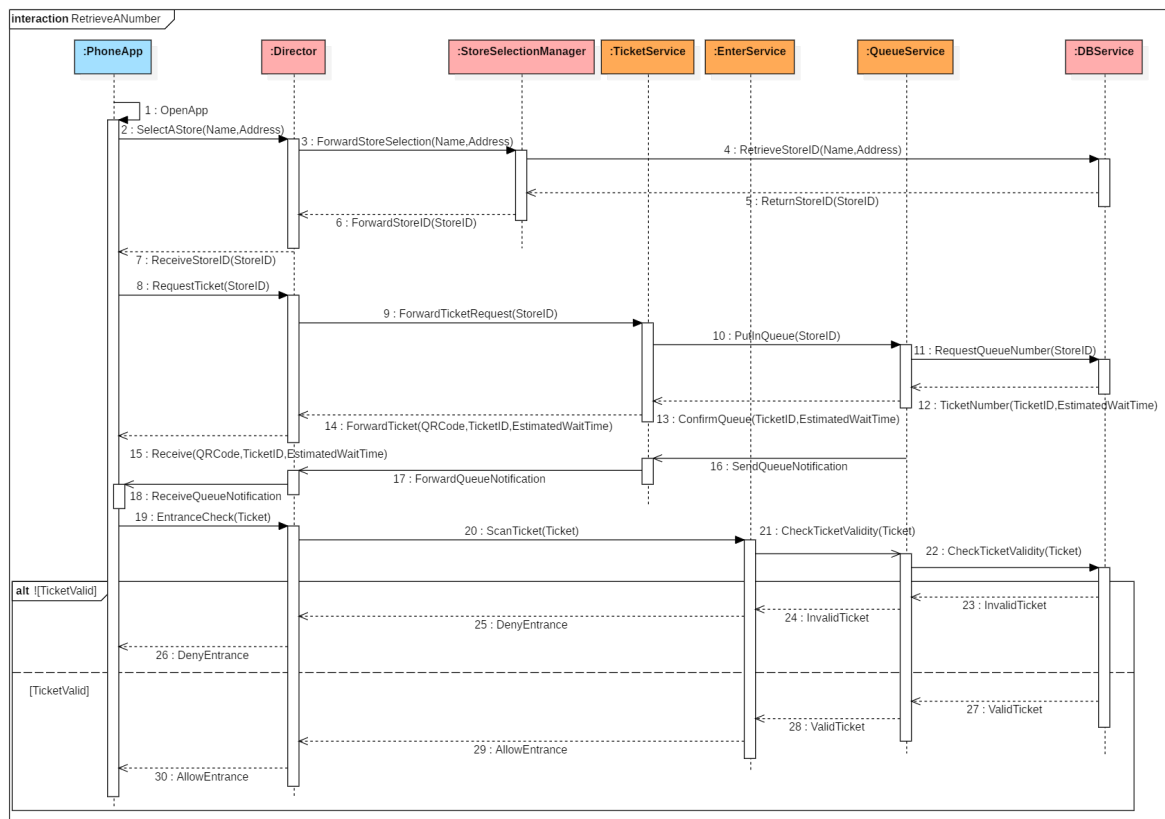 interaction RetrieveANumber
:PhoneApp
:Director
:StoreSelectionManager
:TicketService
:EnterService
:QueueService
:DBService
1 : OpenApp
2 : SelectAStore(Name,Address)
3 : ForwardStoreSelection(Name,Address)
4 : RetrieveStoreID(Name,Address)
5 : ReturnStoreID(StoreID)
6 : ForwardStoreID(StoreID)
7 : ReceiveStoreID(StoreID)
8 : RequestTicket(StoreID)
9 : ForwardTicketRequest(StoreID)
10 : PutInQueue(StoreID)
11 : RequestQueueNumber(StoreID)
12 : TicketNumber(TicketID,EstimatedWaitTime)
13 : ConfirmQueue(TicketID,EstimatedWaitTime)
14 : ForwardTicket(QRCode,TicketID,EstimatedWaitTime)
15 : Receive(QRCode,TicketID,EstimatedWaitTime)
16 : SendQueueNotification
17 : ForwardQueueNotification
18 : ReceiveQueueNotification
19 : EntranceCheck(Ticket)
20 : ScanTicket(Ticket)
21 : CheckTicketValidity(Ticket)
22 : CheckTicketValidity(Ticket)
alt ![TicketValid]
23 : InvalidTicket
24 : InvalidTicket
25 : DenyEntrance
26 : DenyEntrance
[TicketValid]
27 : ValidTicket
28 : ValidTicket
29 : AllowEntrance
30 : AllowEntrance